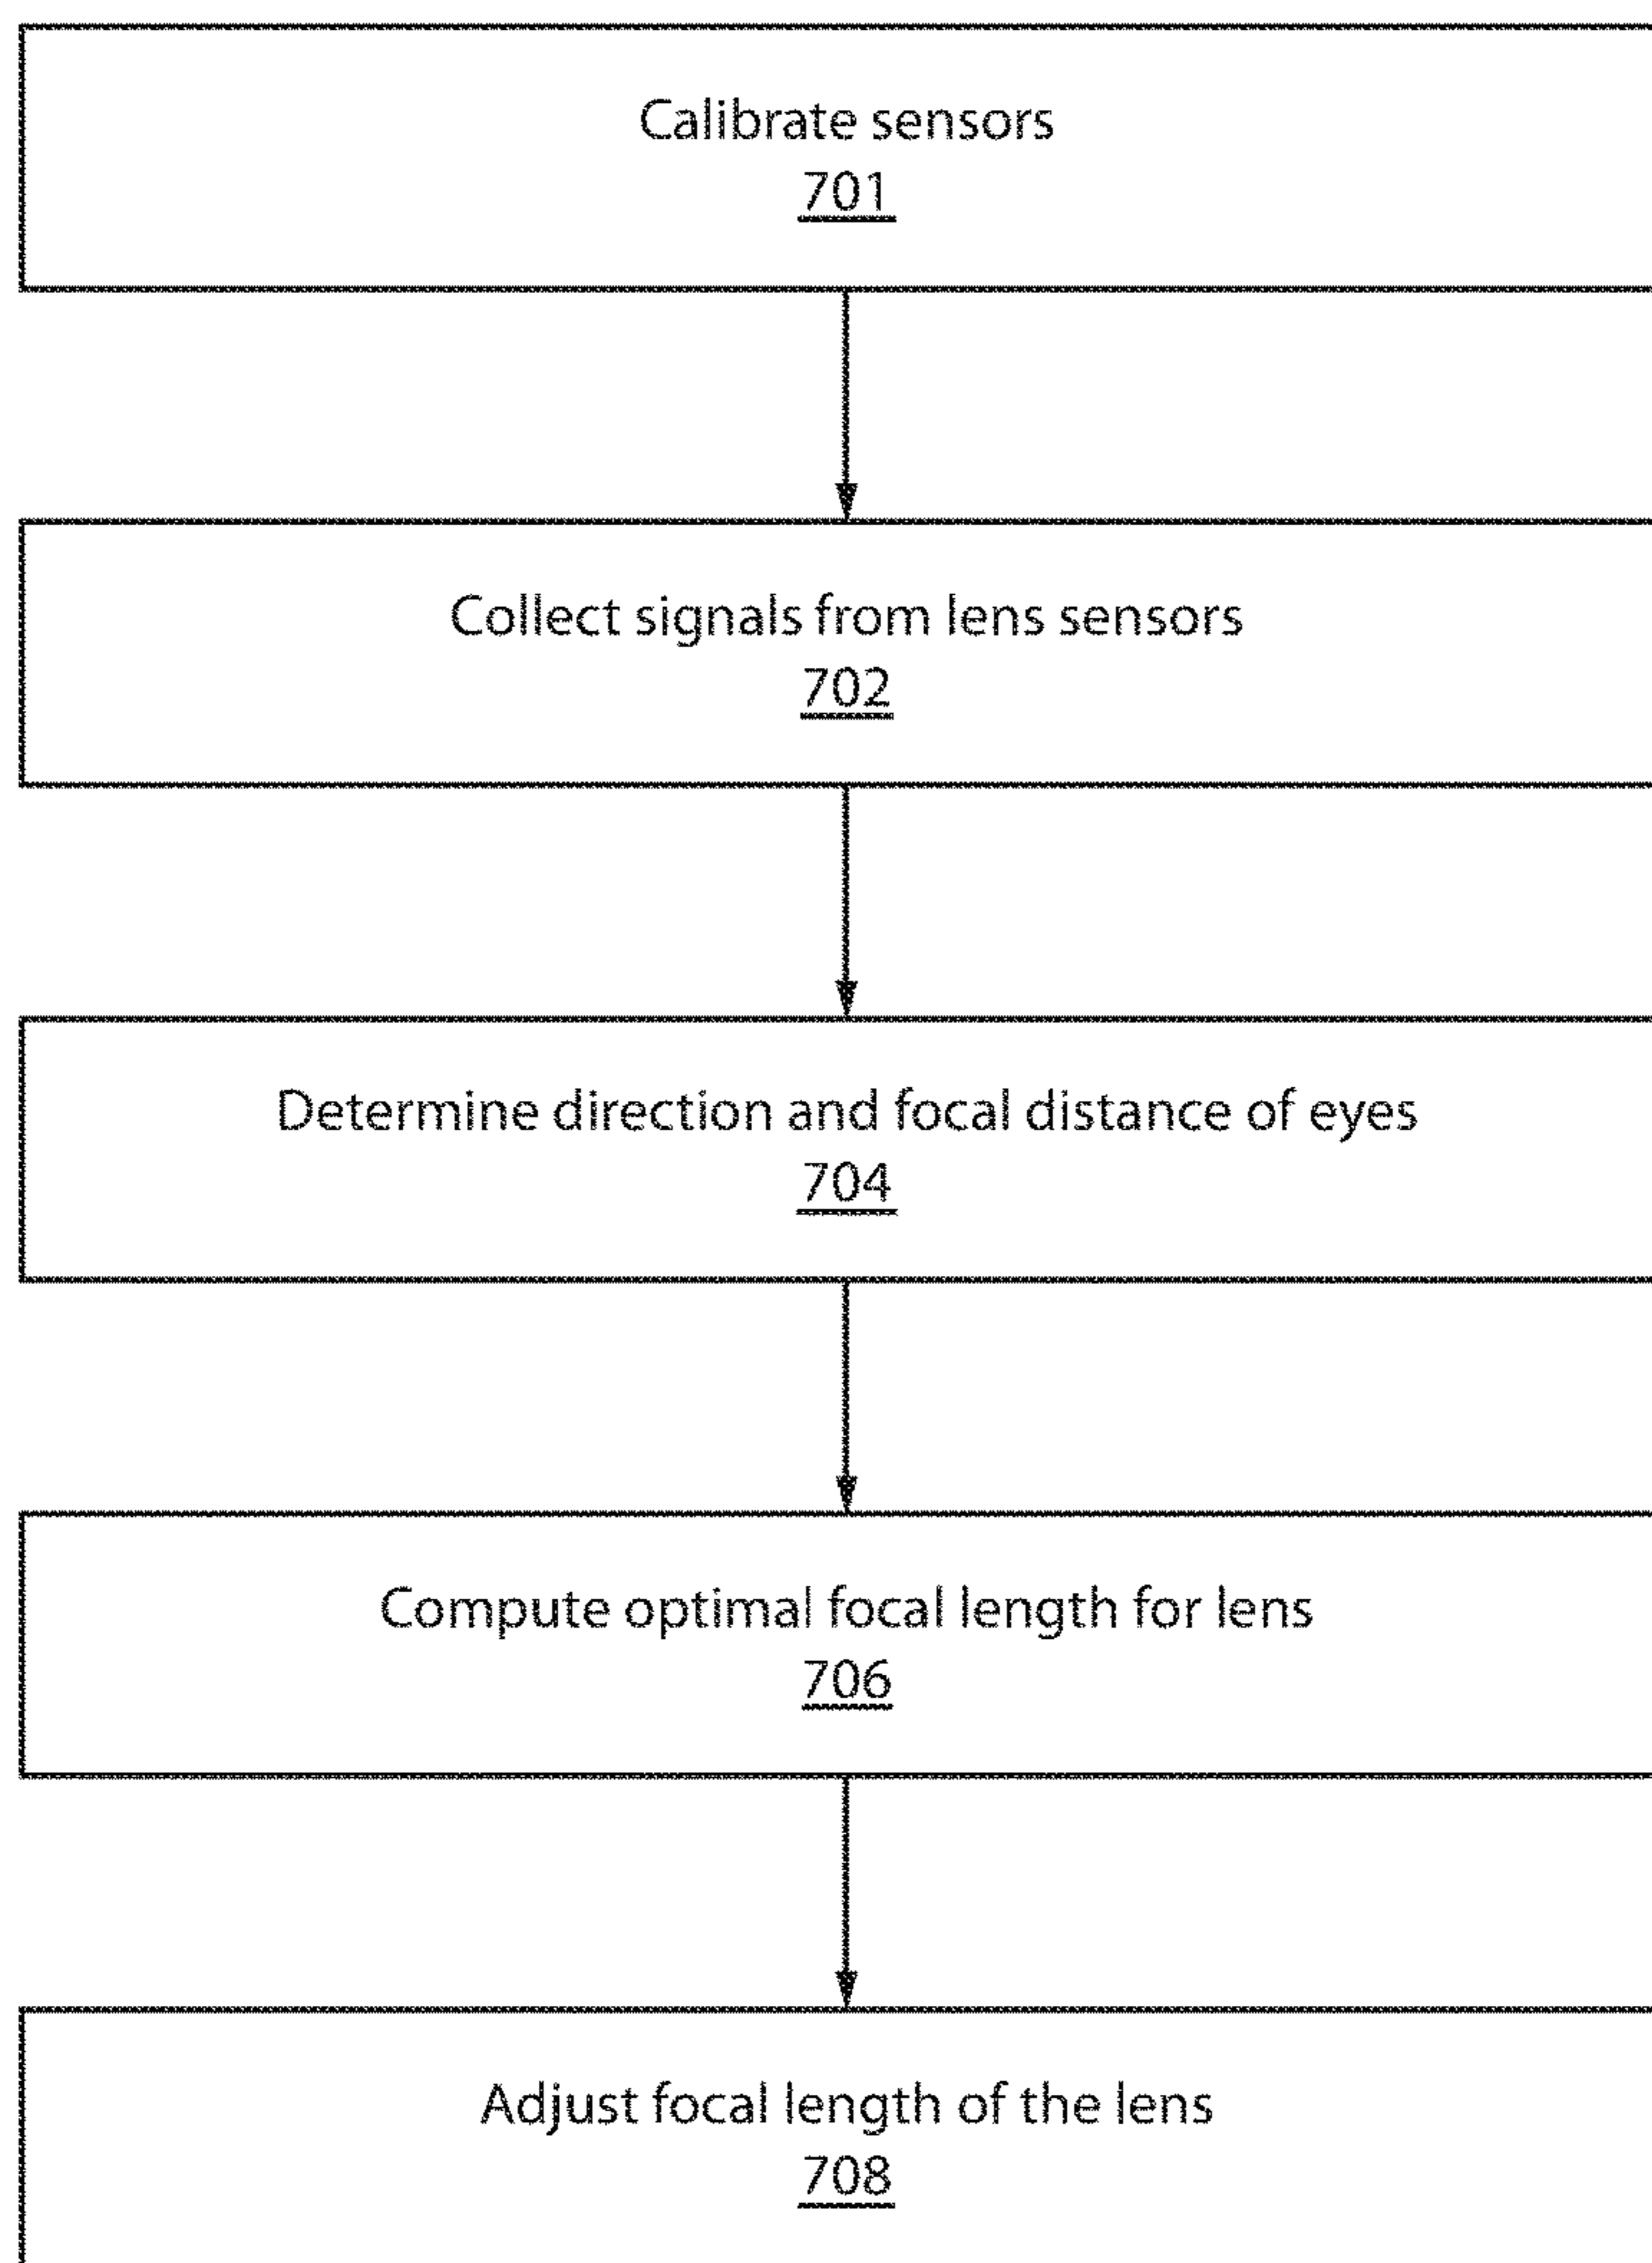 Calibrate sensors
701
Collect signals from lens sensors
702
Determine direction and focal distance of eyes
704
Compute optimal focal length for lens
706
Adjust focal length of the lens
708